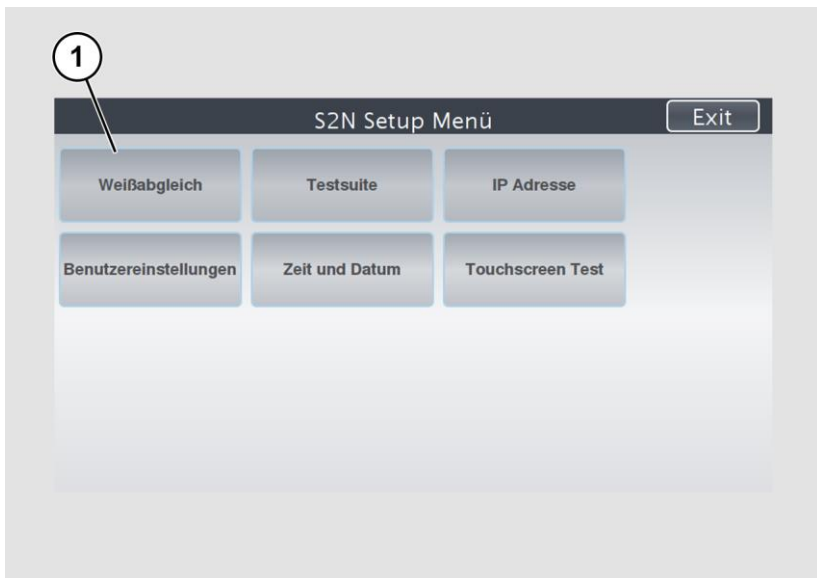 1
S2N Setup Menü
Exit
Weißabgleich
Testsuite
IP Adresse
Benutzereinstellungen
Zeit und Datum
Touchscreen Test